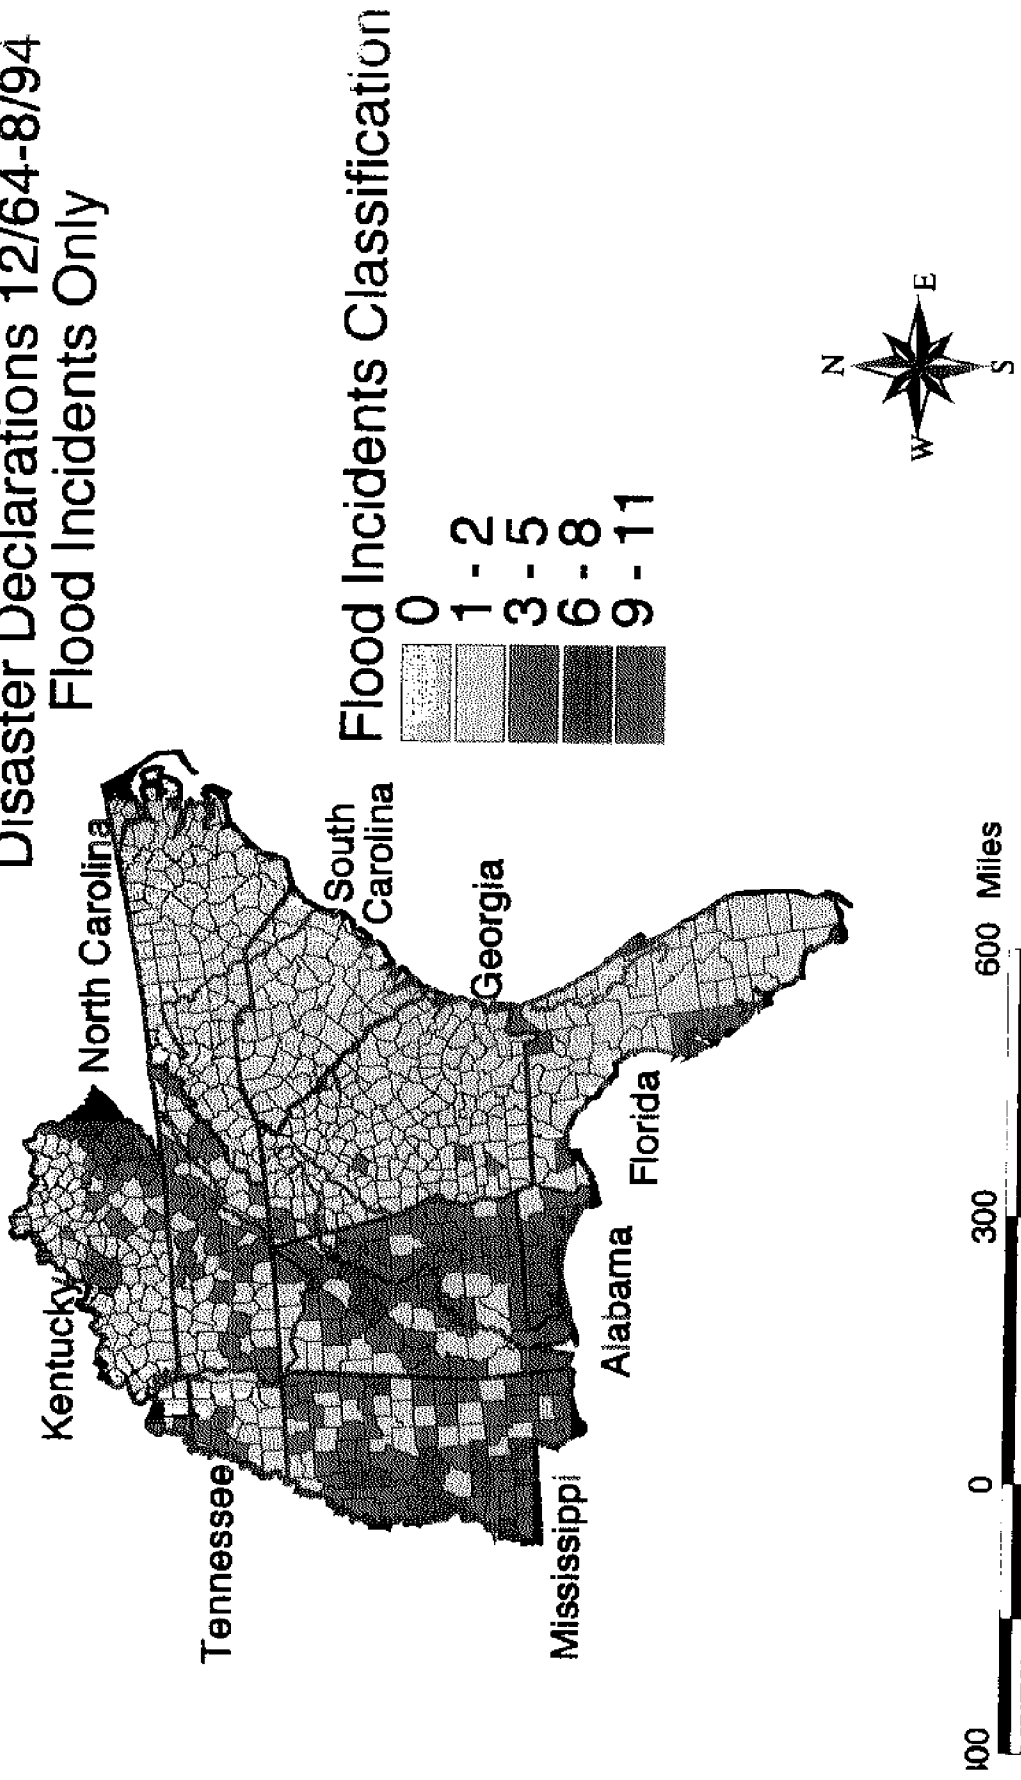 Disaster Declarations 12/64-8/94
Flood Incidents Only
Kentucky
North Carolina
Tennessee
South
Carolina
Georgia
Mississippi
Alabama
Florida
Flood Incidents Classification
0
1 - 2
3 - 5
6 - 8
9 - 11
N
W
E
S
0
300
600 Miles